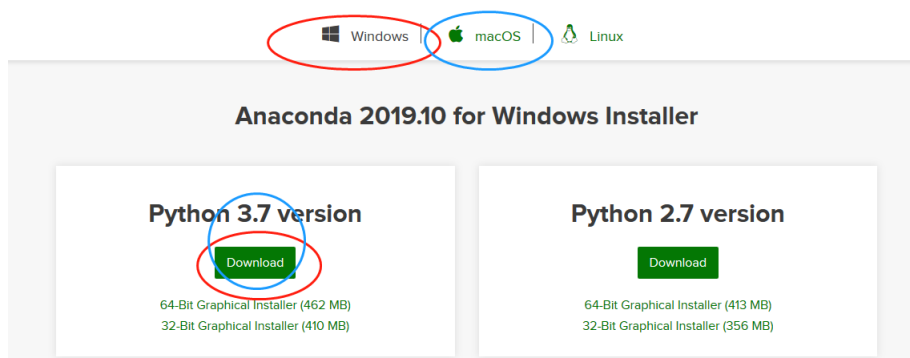 Windows macOS Linux
Anaconda 2019.10 for Windows Installer
Python 3.7 version
Download
64-Bit Graphical Installer (462 MB)
32-Bit Graphical Installer (410 MB)
Python 2.7 version
Download
64-Bit Graphical Installer (413 MB)
32-Bit Graphical Installer (356 MB)